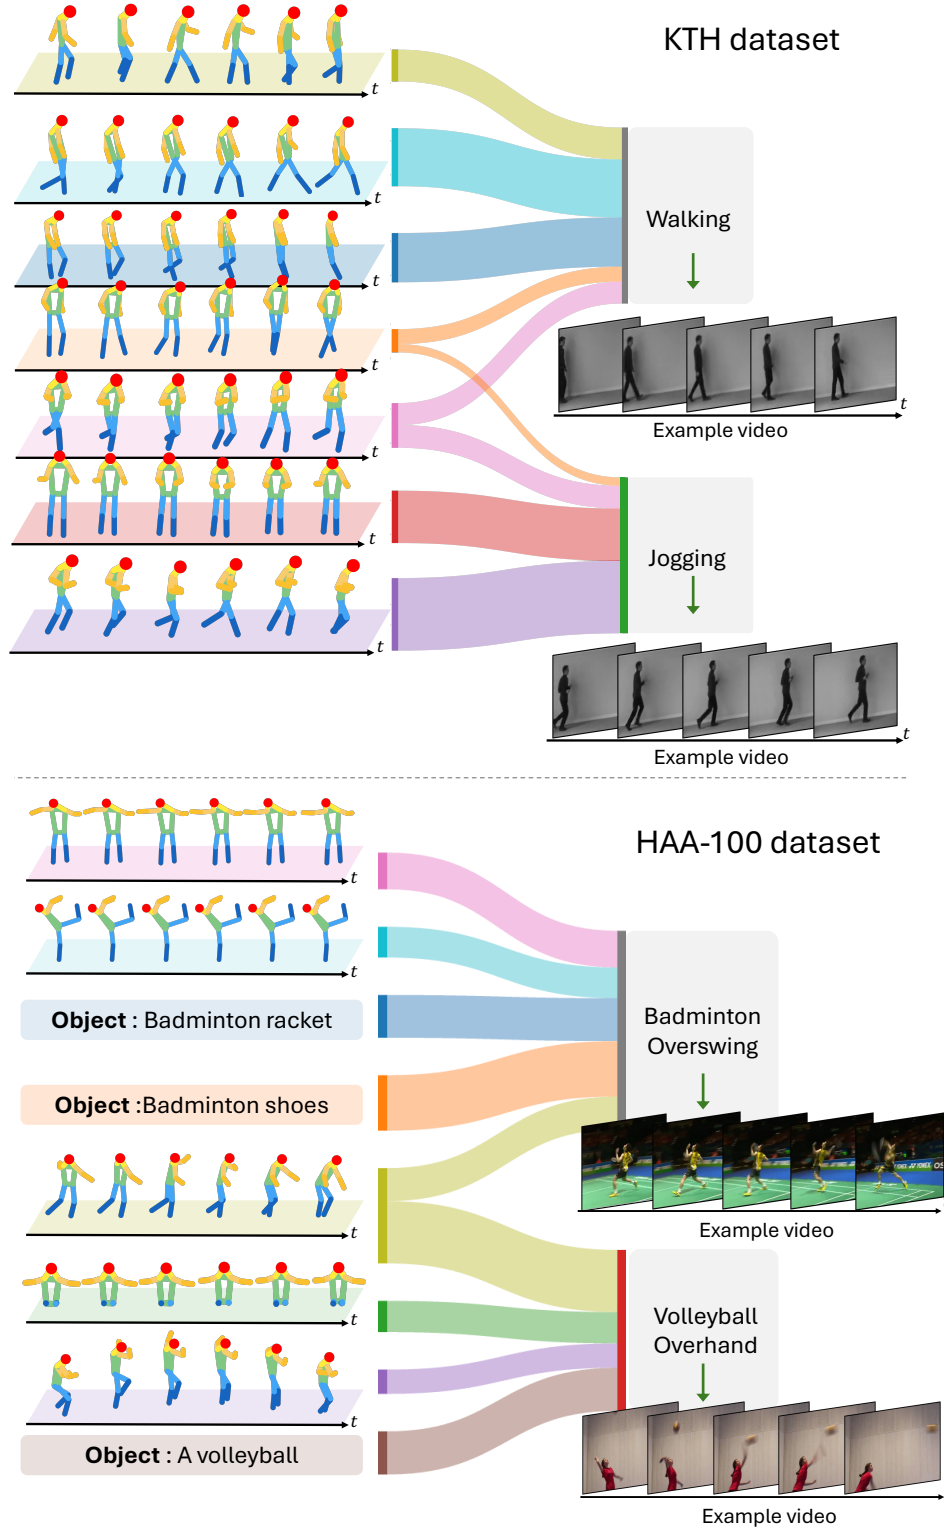 KTH dataset
t
t
t
t
t
t
t
Walking
t
Example video
Jogging
t
Example video
HAA-100 dataset
t
t
Object : Badminton racket
Object :Badminton shoes
t
t
t
Object : A volleyball
Badminton
Overswing
YONEX
Example video
Volleyball
Overhand
Example video